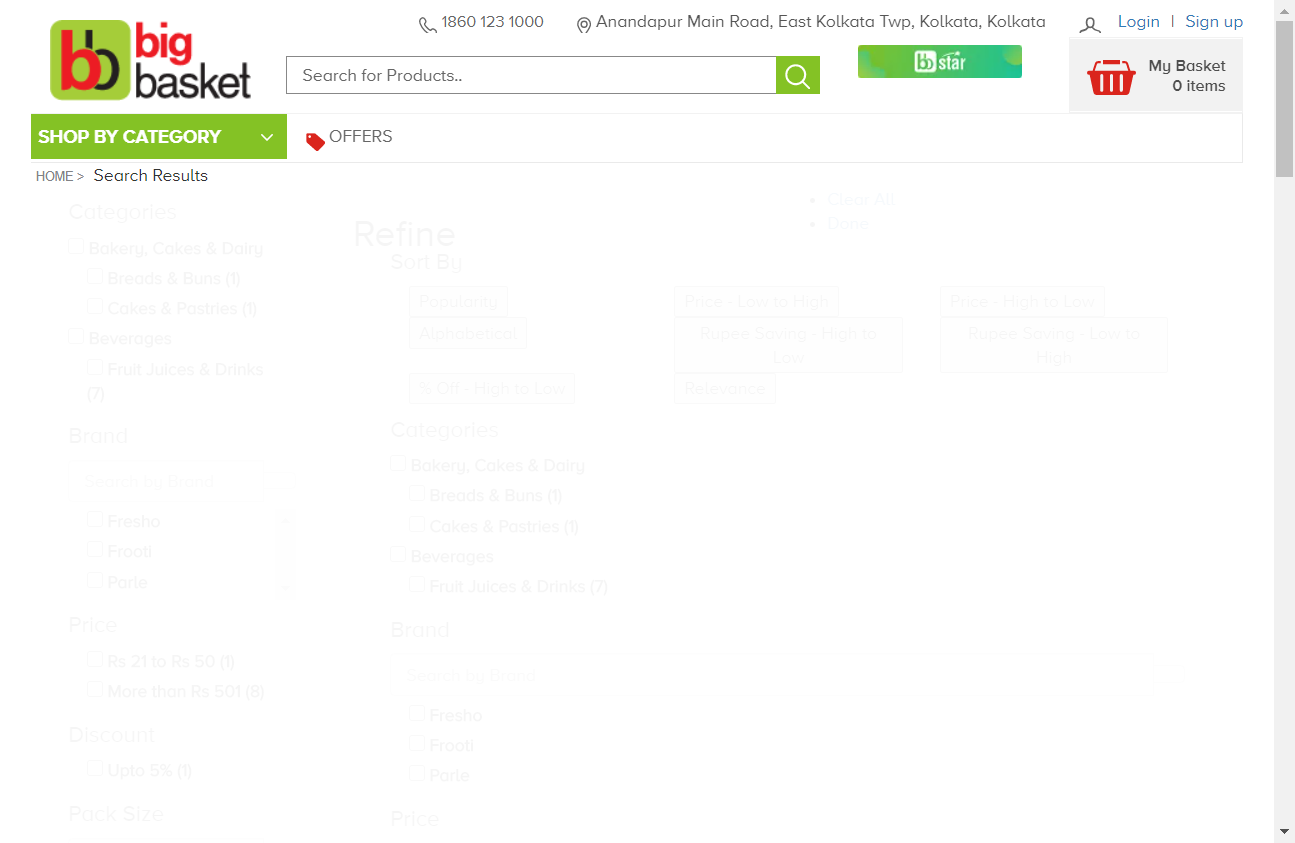 1860 123 1000
Anandapur Main Road, East Kolkata Twp, Kolkata, Kolkata
Login | Sign up
big basket
bb
Search for Products..
bb star
My Basket
0 items
SHOP BY CATEGORY
OFFERS
HOME > Search Results
Categories
Bakery, Cakes & Dairy
Breads & Buns (1)
Cakes & Pastries (1)
Beverages
Fruit Juices & Drinks
(7)
Brand
Search by Brand
Fresho
Frooti
Parle
Price
Rs 21 to Rs 50 (1)
More than Rs 501 (8)
Discount
Upto 5% (1)
Pack Size
Clear All
Done
Refine
Sort By
Popularity
Price - Low to High
Price - High to Low
Alphabetical
Rupee Saving - High to
Low
Rupee Saving - Low to
High
% Off - High to Low
Relevance
Categories
Bakery, Cakes & Dairy
Breads & Buns (1)
Cakes & Pastries (1)
Beverages
Fruit Juices & Drinks (7)
Brand
Search by Brand
Fresho
Frooti
Parle
Price